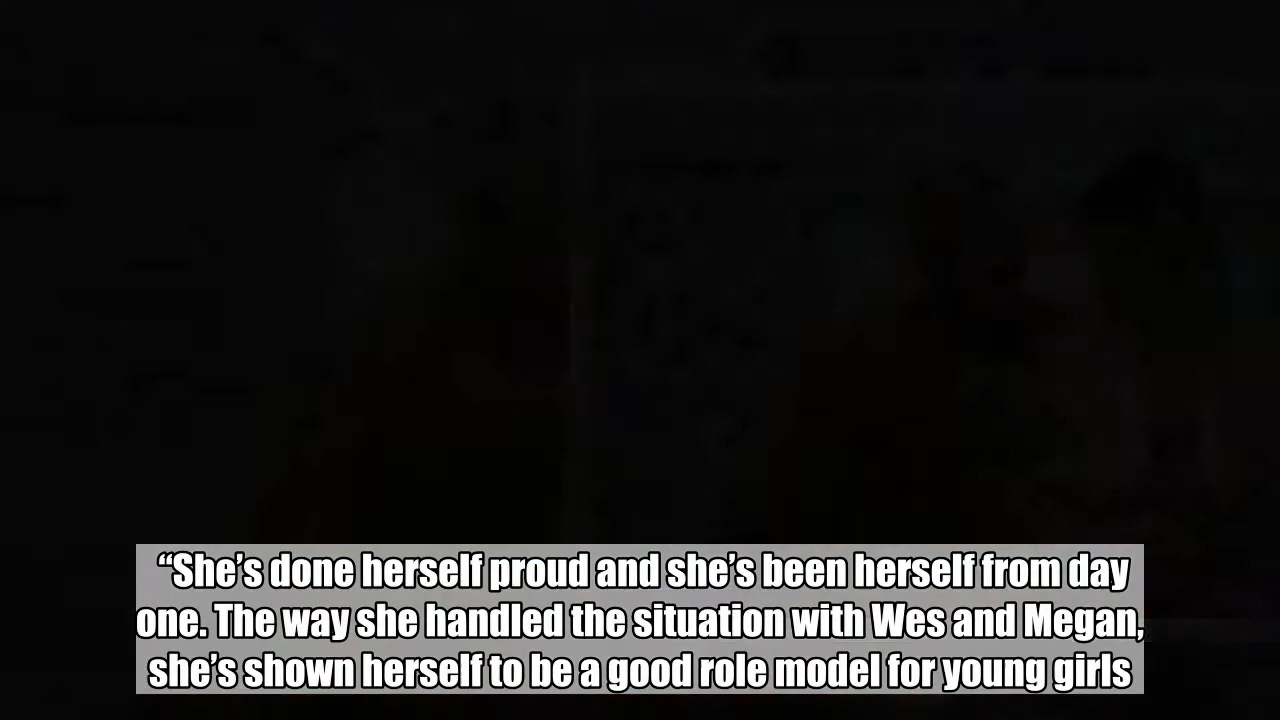 “She’s done herself proud and she’s been herself from day
one. The way she handled the situation with Wes and Megan,
she’s shown herself to be a good role model for young girls